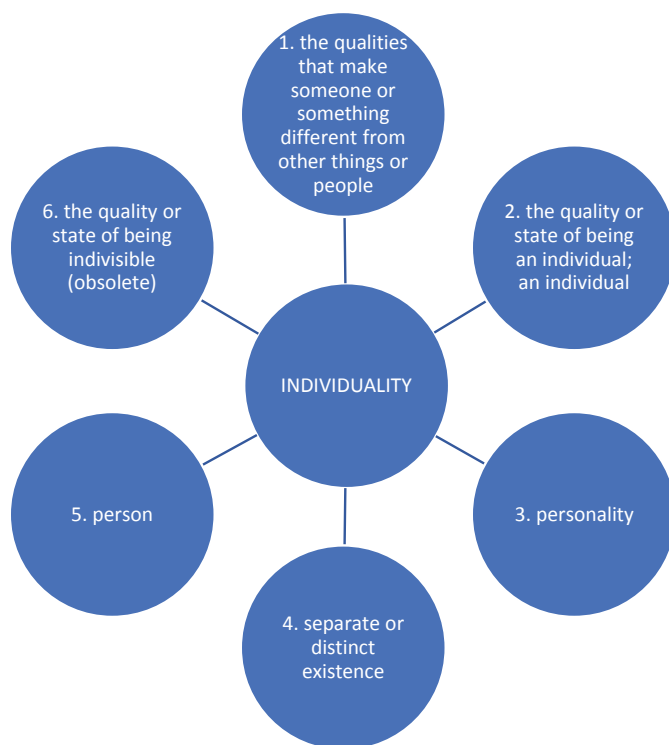 1. the qualities
that make
someone or
something
different from
other things or
people
6. the quality or
state of being
indivisible
(obsolete)
2. the quality or
state of being
an individual;
an individual
INDIVIDUALITY
5. person
3. personality
4. separate or
distinct
existence